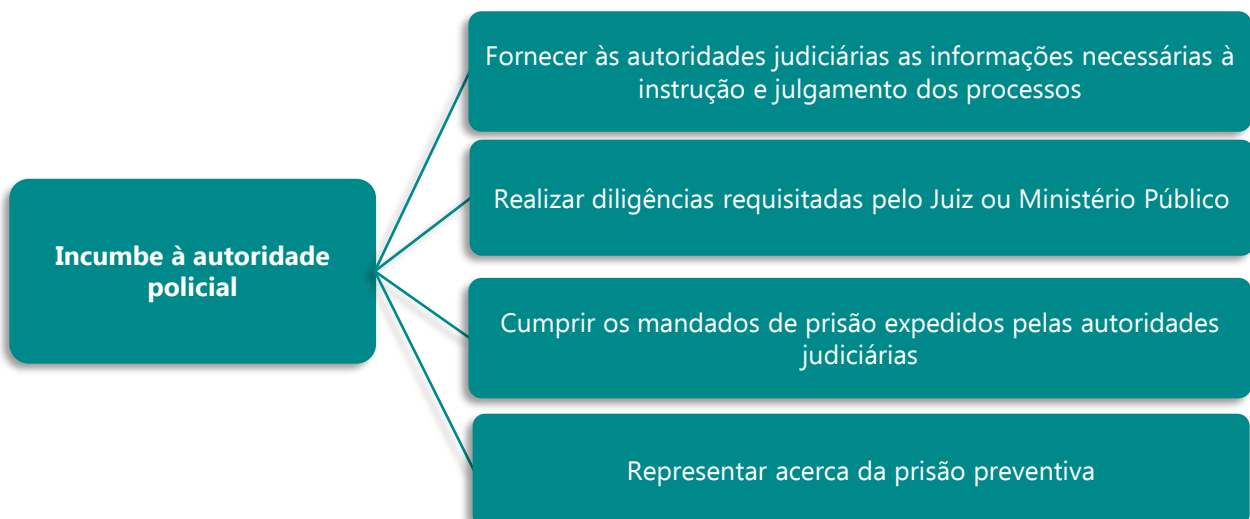 Incumbe à autoridade
policial
Fornecer às autoridades judiciárias as informações necessárias à
instrução e julgamento dos processos
Realizar diligências requisitadas pelo Juiz ou Ministério Público
Cumprir os mandados de prisão expedidos pelas autoridades
judiciárias
Representar acerca da prisão preventiva